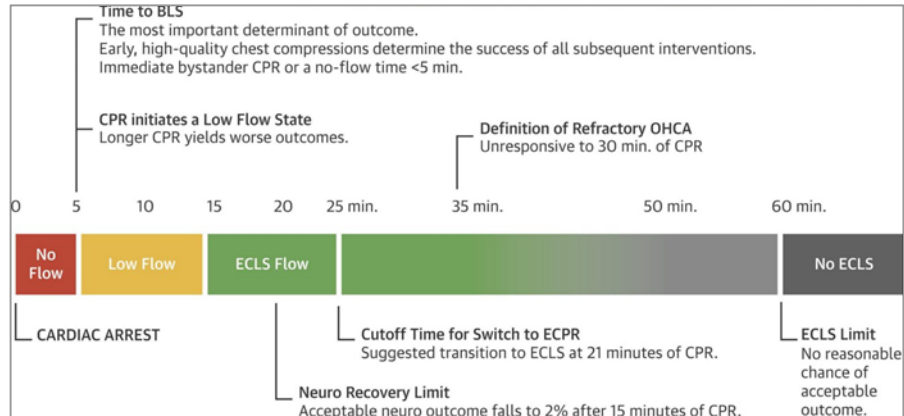 Time to BLS
The most important determinant of outcome.
Early, high-quality chest compressions determine the success of all subsequent interventions.
Immediate bystander CPR or a no-flow time <5 min.
CPR initiates a Low Flow State
Longer CPR yields worse outcomes.
Definition of Refractory OHCA
Unresponsive to 30 min. of CPR
0 5 10 15 20 25 min. 35 min. 50 min. 60 min.
No
Flow
Low Flow
ECLS Flow
No ECLS
CARDIAC ARREST
Cutoff Time for Switch to ECPR
Suggested transition to ECLS at 21 minutes of CPR.
Neuro Recovery Limit
Acceptable neuro outcome falls to 2% after 15 minutes of CPR.
ECLS Limit
No reasonable
chance of
acceptable
outcome.